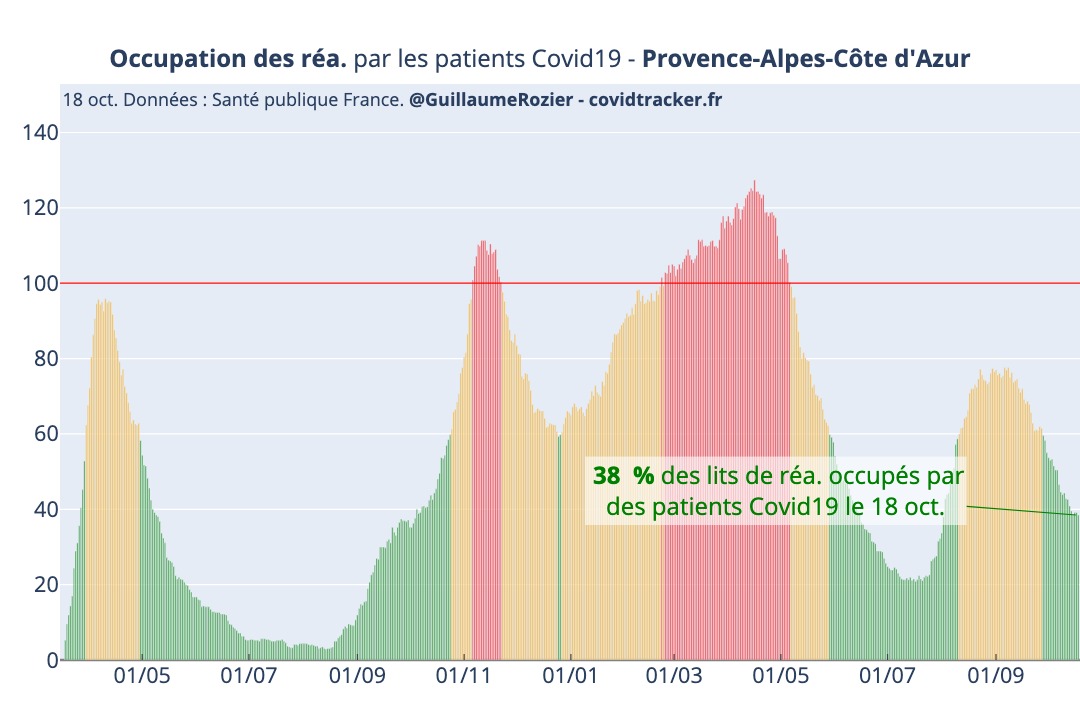 Occupation des réa. par les patients Covid19 - Provence-Alpes-Côte d'Azur
18 oct. Données : Santé publique France. @GuillaumeRozier - covidtracker.fr
140
120
100
80
60
38 % des lits de réa. occupés par
des patients Covid19 le 18 oct.
40
20
0
01/05 01/07 01/09 01/11 01/01 01/03 01/05 01/07 01/09